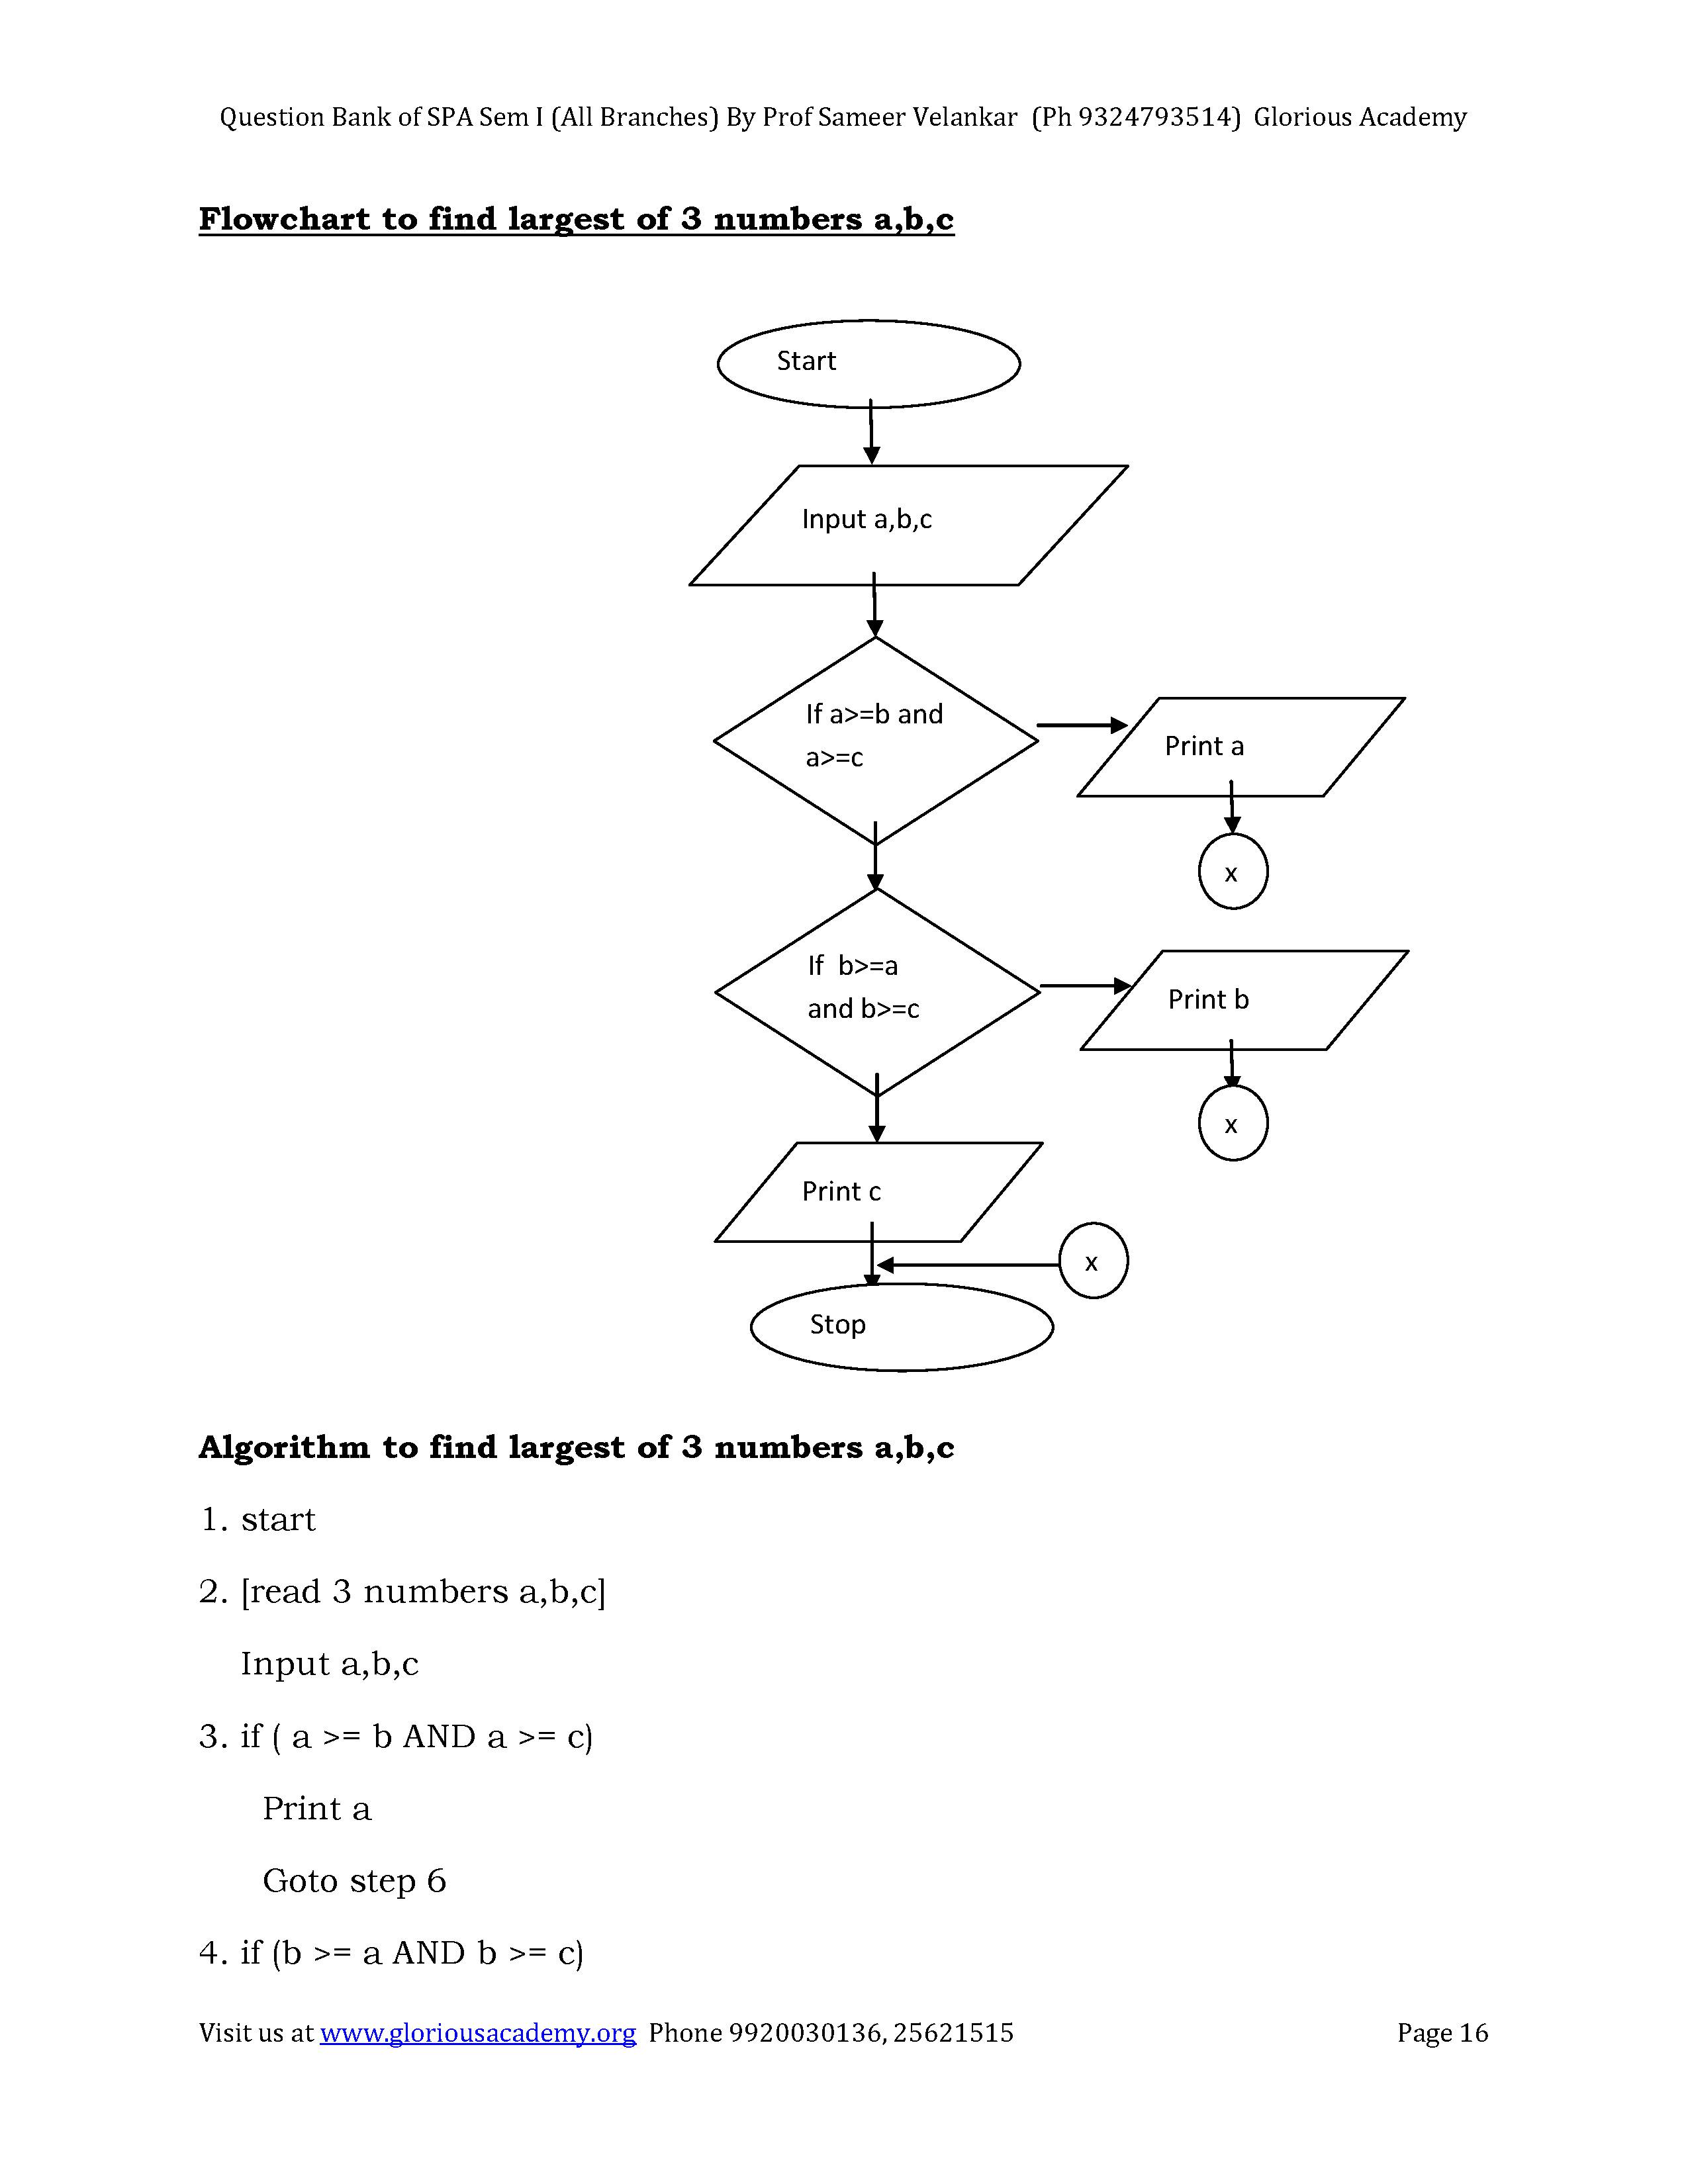 Question Bank of SPA Sem I (All Branches) By Prof Sameer Velankar (Ph 9324793514) Glorious Academy
Flowchart to find largest of 3 numbers a,b,c
Start
Input a,b,c
If a>=b and
a>=c
Print a
x
If b>=a
and b>=c
Print b
x
Print c
x
Stop
Algorithm to find largest of 3 numbers a,b,c
1. start
2. [read 3 numbers a,b,c]
Input a,b,c
3. if ( a >= b AND a >= c)
Print a
Goto step 6
4. if (b >= a AND b >= c)
Visit us at www.gloriousacademy.org Phone 9920030136, 25621515 Page 16